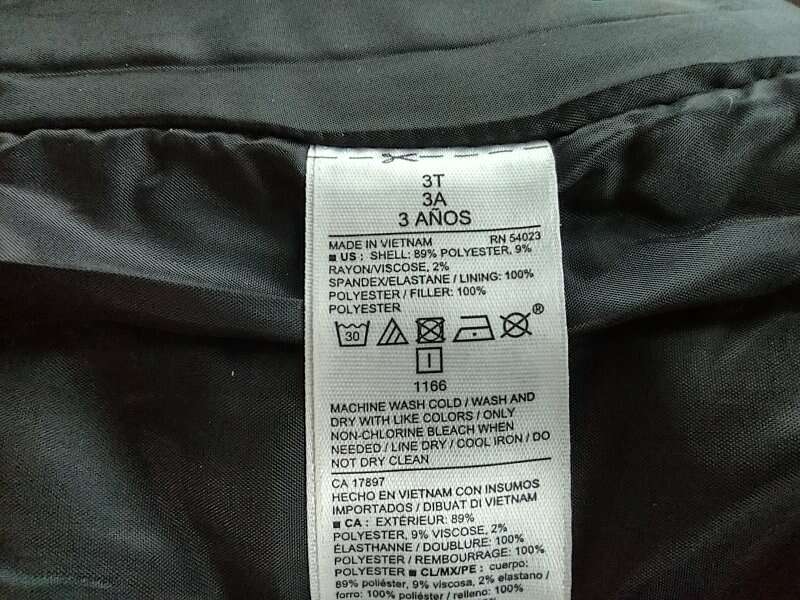 3T
3A
3 AÑOS
MADE IN VIETNAM RN 54023
US : SHELL: 89% POLYESTER, 9%
RAYON/VISCOSE, 2%
SPANDEX/ELASTANE / LINING: 100%
POLYESTER / FILLER: 100%
POLYESTER
30 ®
1166
MACHINE WASH COLD / WASH AND
DRY WITH LIKE COLORS / ONLY
NON-CHLORINE BLEACH WHEN
NEEDED / LINE DRY / COOL IRON / DO
NOT DRY CLEAN
CA 17897
HECHO EN VIETNAM CON INSUMOS
IMPORTADOS / DIBUAT DI VIETNAM
CA : EXTÉRIEUR: 89%
POLYESTER, 9% VISCOSE, 2%
ÉLASTHANNE / DOUBLURE: 100%
POLYESTER / REMBOURRAGE: 100%
POLYESTER CL/MX/PE : cuerpo:
89% poliéster, 9% viscosa, 2% elastano /
forro: 100% poliéster / relleno: 100%